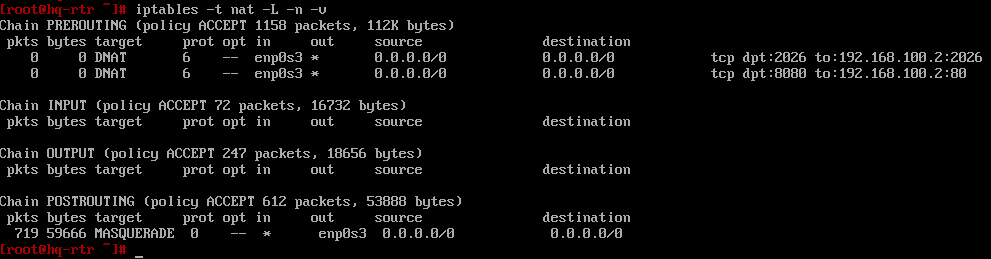 [root@hq-rtr ~]# iptables -t nat -L -n -v
Chain PREROUTING (policy ACCEPT 1158 packets, 112K bytes)
 pkts bytes target     prot opt in     out     source               destination
    0     0 DNAT       6    --  enp0s3 *       0.0.0.0/0            0.0.0.0/0            tcp dpt:2026 to:192.168.100.2:2026
    0     0 DNAT       6    --  enp0s3 *       0.0.0.0/0            0.0.0.0/0            tcp dpt:8080 to:192.168.100.2:80

Chain INPUT (policy ACCEPT 72 packets, 16732 bytes)
 pkts bytes target     prot opt in     out     source               destination

Chain OUTPUT (policy ACCEPT 247 packets, 18656 bytes)
 pkts bytes target     prot opt in     out     source               destination

Chain POSTROUTING (policy ACCEPT 612 packets, 53888 bytes)
 pkts bytes target     prot opt in     out     source               destination
  719 59666 MASQUERADE  0    --  *      enp0s3  0.0.0.0/0            0.0.0.0/0
[root@hq-rtr ~]# _